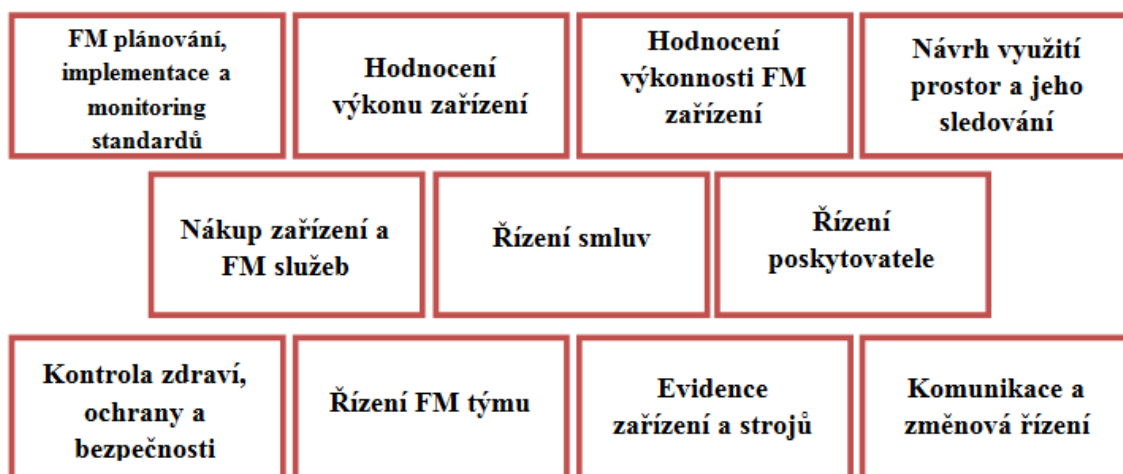 FM plánování,
implementace a
monitoring
standardů
Hodnocení
výkonu zařízení
Hodnocení
výkonnosti FM
zařízení
Návrh využití
prostor a jeho
sledování
Nákup zařízení a
FM služeb
Řízení smluv
Řízení
poskytovatele
Kontrola zdraví,
ochrany a
bezpečnosti
Řízení FM týmu
Evidence
zařízení a strojů
Komunikace a
změnová řízení